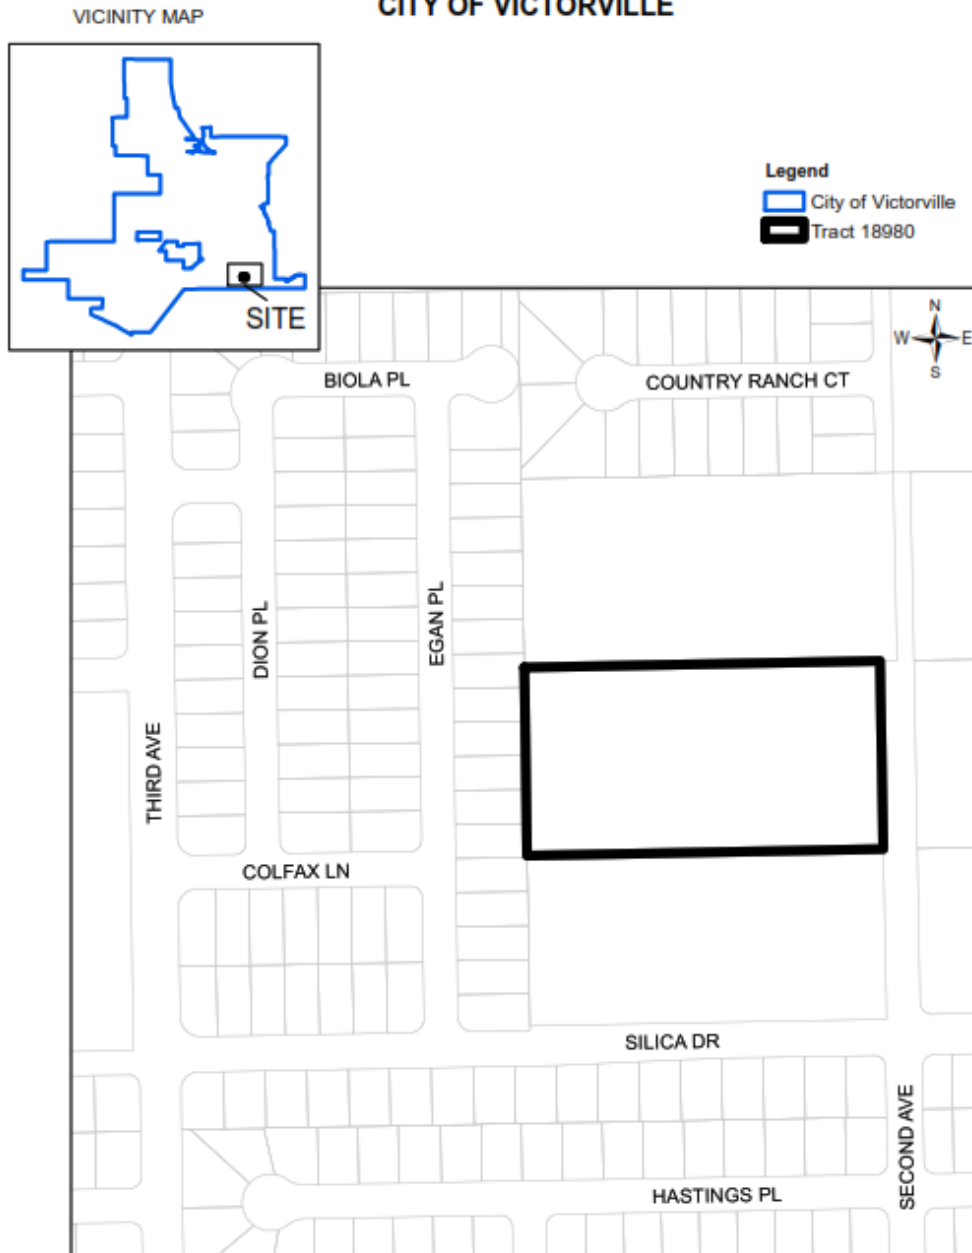 CITY OF VICTORVILLE
VICINITY MAP
SITE
Legend
City of Victorville
Tract 18980
N
W
E
S
BIOLA PL
COUNTRY RANCH CT
DION PL
EGAN PL
THIRD AVE
COLFAX LN
SILICA DR
SECOND AVE
HASTINGS PL